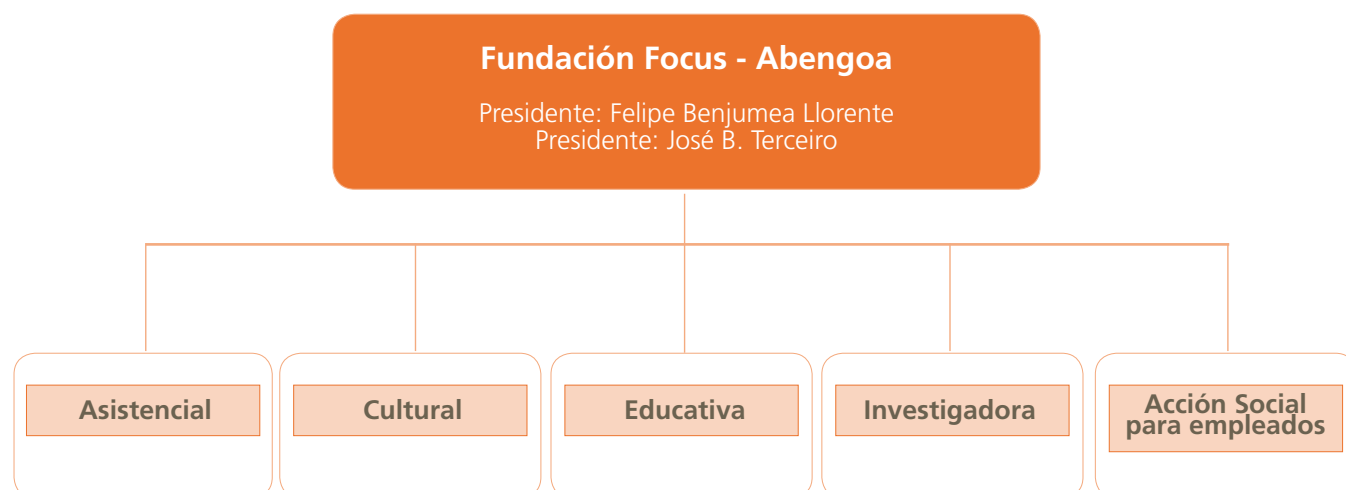 Fundación Focus - Abengoa
Presidente: Felipe Benjumea Llorente
Presidente: José B. Terceiro
Asistencial
Cultural
Educativa
Investigadora
Acción Social
para empleados